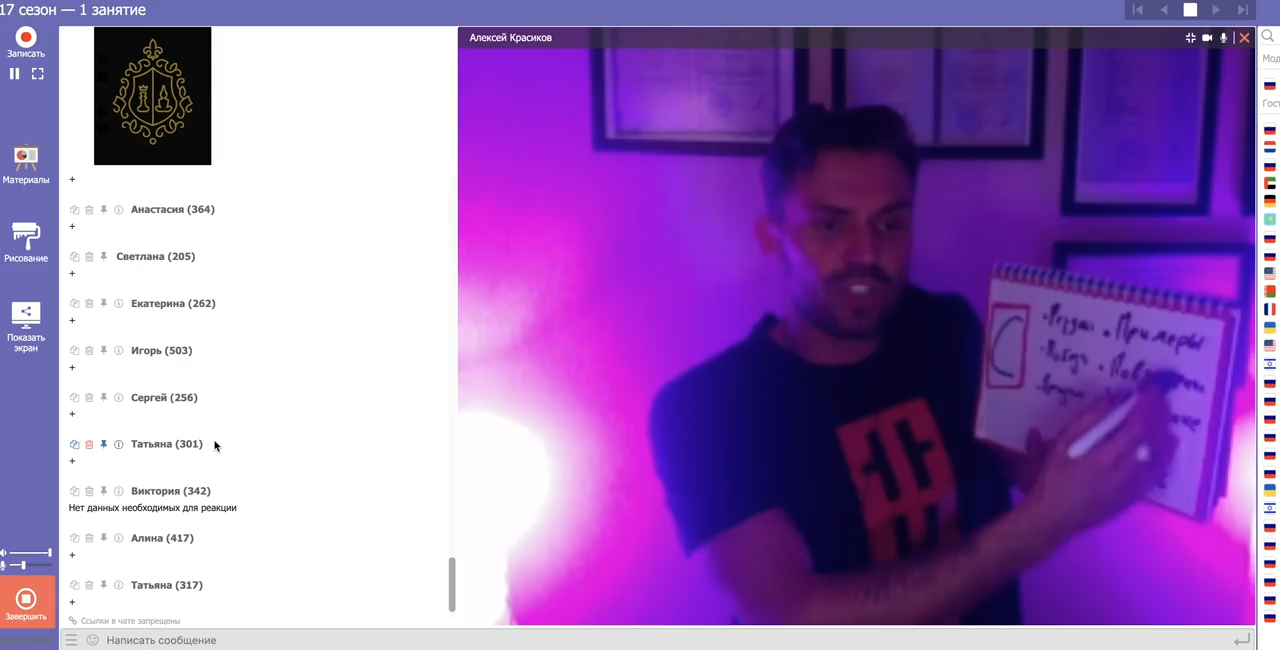 17 сезон — 1 занятие
Записать
Материалы
Рисование
Показать
экран
Завершить
+
Анастасия (364)
+
Светлана (205)
+
Екатерина (262)
+
Игорь (503)
+
Сергей (256)
+
Татьяна (301)
+
Виктория (342)
Нет данных необходимых для реакции
Алина (417)
+
Татьяна (317)
+
Ссылки в чате запрещены
Написать сообщение
Алексей Красиков
Примеры
Мод
Гост